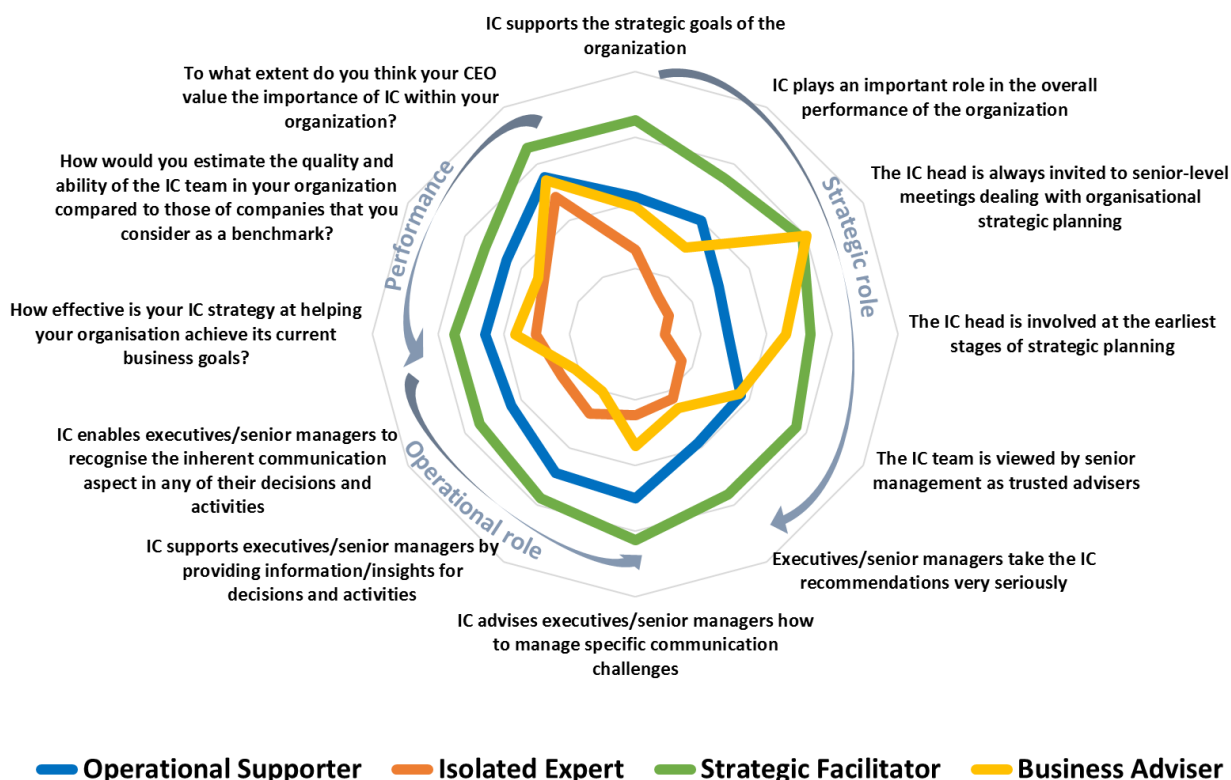 IC supports the strategic goals of the
organization
IC plays an important role in the overall
performance of the organization
The IC head is always invited to senior-level
meetings dealing with organisational
strategic planning
The IC head is involved at the earliest
stages of strategic planning
The IC team is viewed by senior
management as trusted advisers
Executives/senior managers take the IC
recommendations very seriously
IC advises executives/senior managers how
to manage specific communication
challenges
IC supports executives/senior managers by
providing information/insights for
decisions and activities
IC enables executives/senior managers to
recognise the inherent communication
aspect in any of their decisions and
activities
How effective is your IC strategy at helping
your organisation achieve its current
business goals?
How would you estimate the quality and
ability of the IC team in your organization
compared to those of companies that you
consider as a benchmark?
To what extent do you think your CEO
value the importance of IC within your
organization?
Strategic role
Operational role
Performance
Operational Supporter
Isolated Expert
Strategic Facilitator
Business Adviser